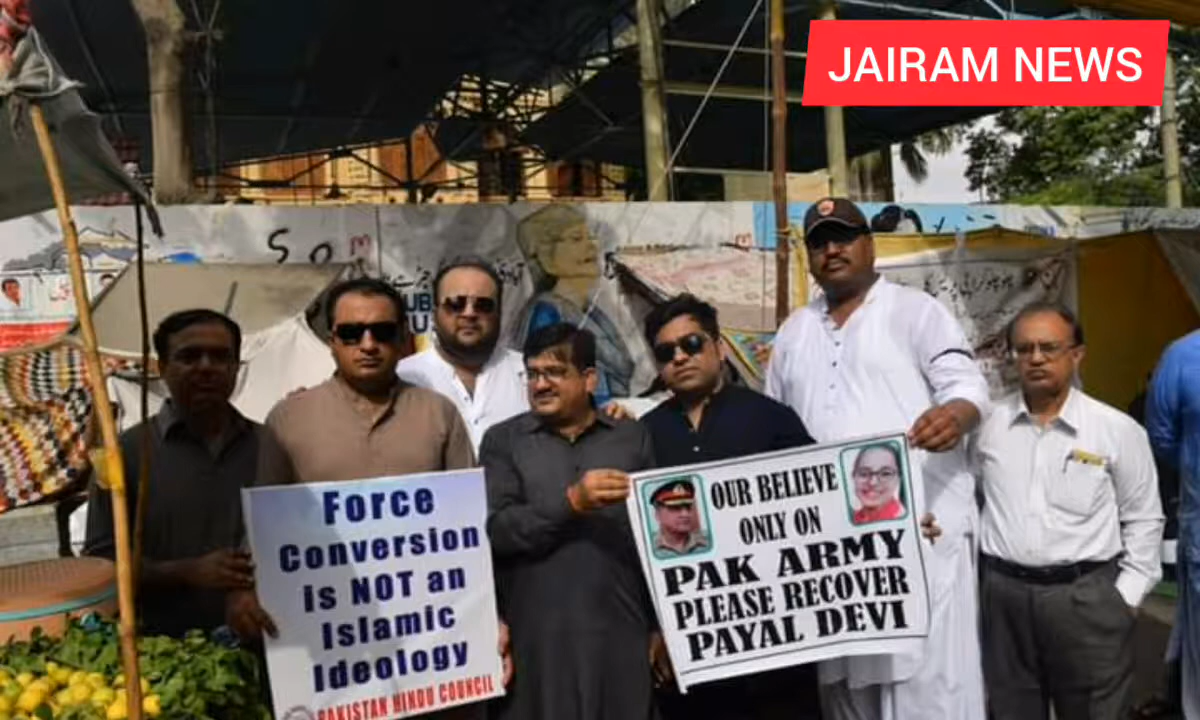 JAIRAM NEWS
Force
Conversion
is NOT an
Islamic
Ideology
PAKISTAN HINDU COUNCIL
OUR BELIEVE
ONLY ON
PAK ARMY
PLEASE RECOVER
PAYAL DEVI